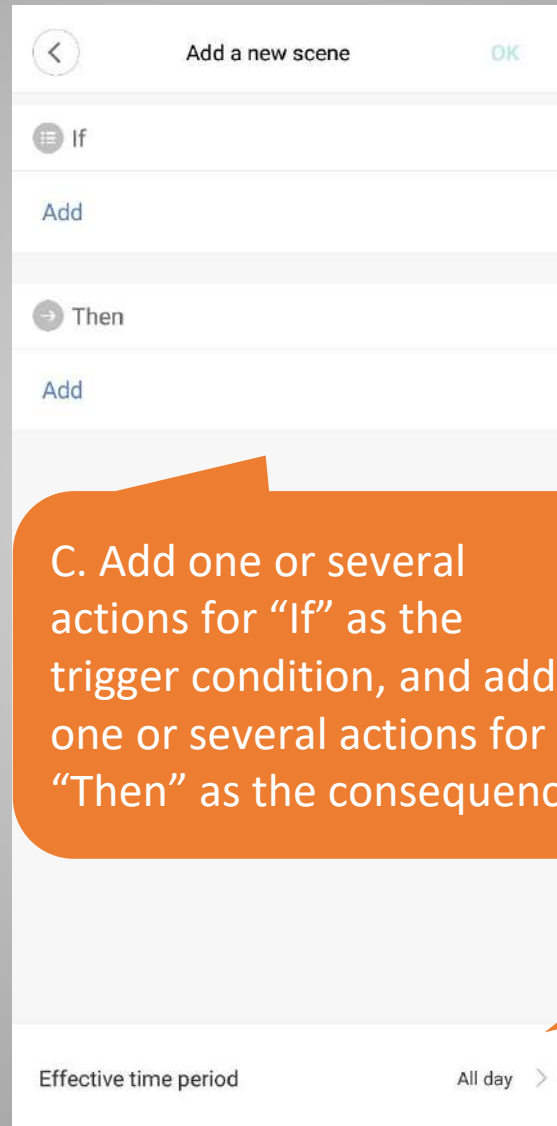 Add a new scene OK
If
Add
Then
Add
C. Add one or several
actions for “If” as the
trigger condition, and add
one or several actions for
“Then” as the
Effective time period All day